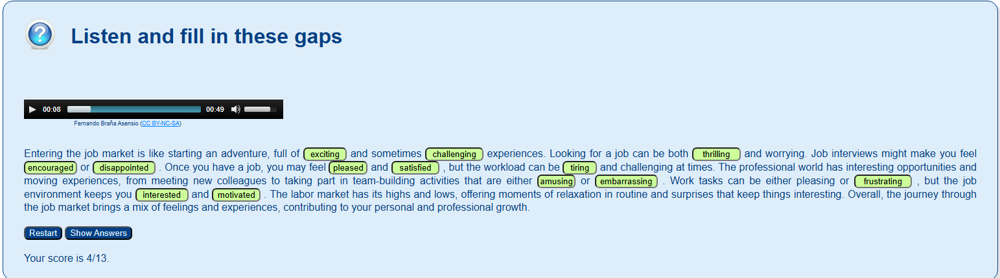 Listen and fill in these gaps
00:08 00:49
Fernando Braña Asensio (CC BY-NC-SA)
Entering the job market is like starting an adventure, full of exciting and sometimes challenging experiences. Looking for a job can be both thrilling and worrying. Job interviews might make you feel
encouraged or disappointed . Once you have a job, you may feel pleased and satisfied , but the workload can be tiring and challenging at times. The professional world has interesting opportunities and
moving experiences, from meeting new colleagues to taking part in team-building activities that are either amusing or embarrassing . Work tasks can be either pleasing or frustrating , but the job
environment keeps you interested and motivated . The labor market has its highs and lows, offering moments of relaxation in routine and surprises that keep things interesting. Overall, the journey through
the job market brings a mix of feelings and experiences, contributing to your personal and professional growth.
Restart Show Answers
Your score is 4/13.